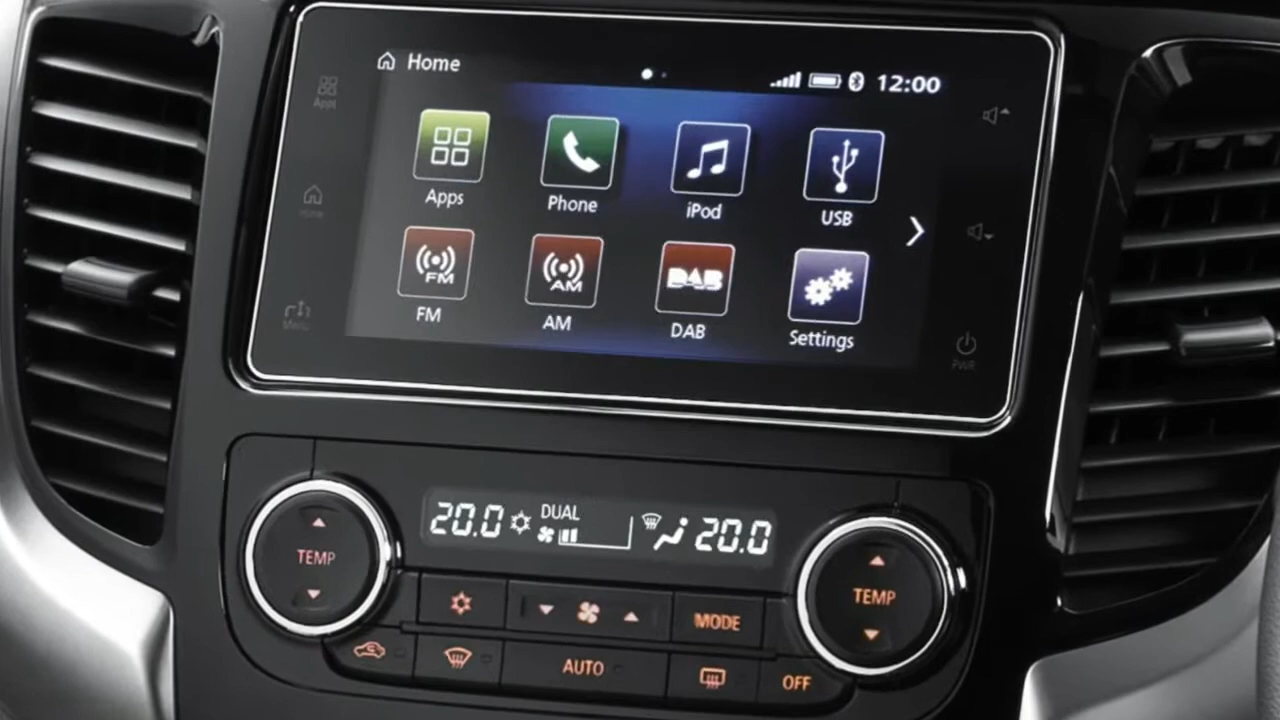 Home
12:00
Apps
Apps
Phone
iPod
USB
Home
FM
AM
DAB
FM
AM
DAB
Settings
Menu
PWR
20.0
DUAL
20.0
TEMP
TEMP
MODE
AUTO
OFF